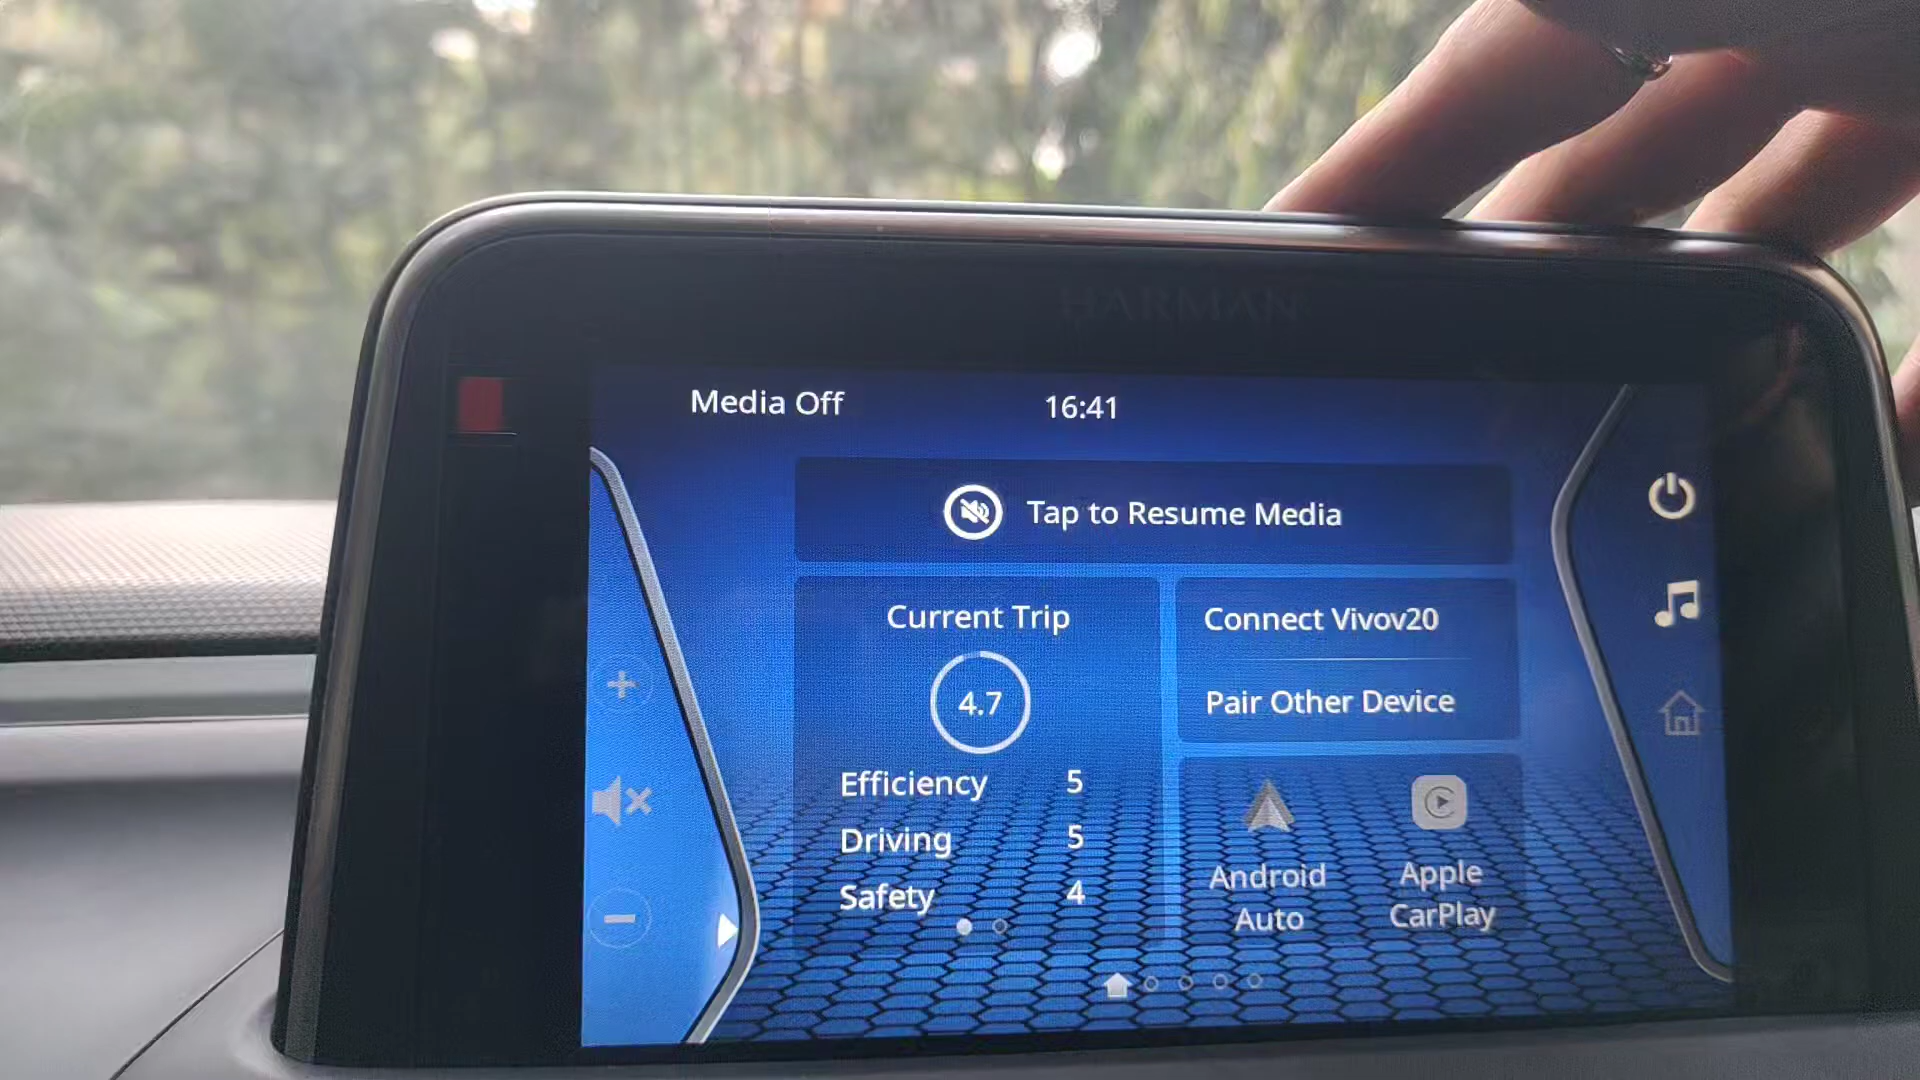 HARMAN
Media Off
16:41
Tap to Resume Media
Current Trip
4.7
Efficiency 5
Driving 5
Safety 4
Connect Vivov20
Pair Other Device
Android
Auto
Apple
CarPlay